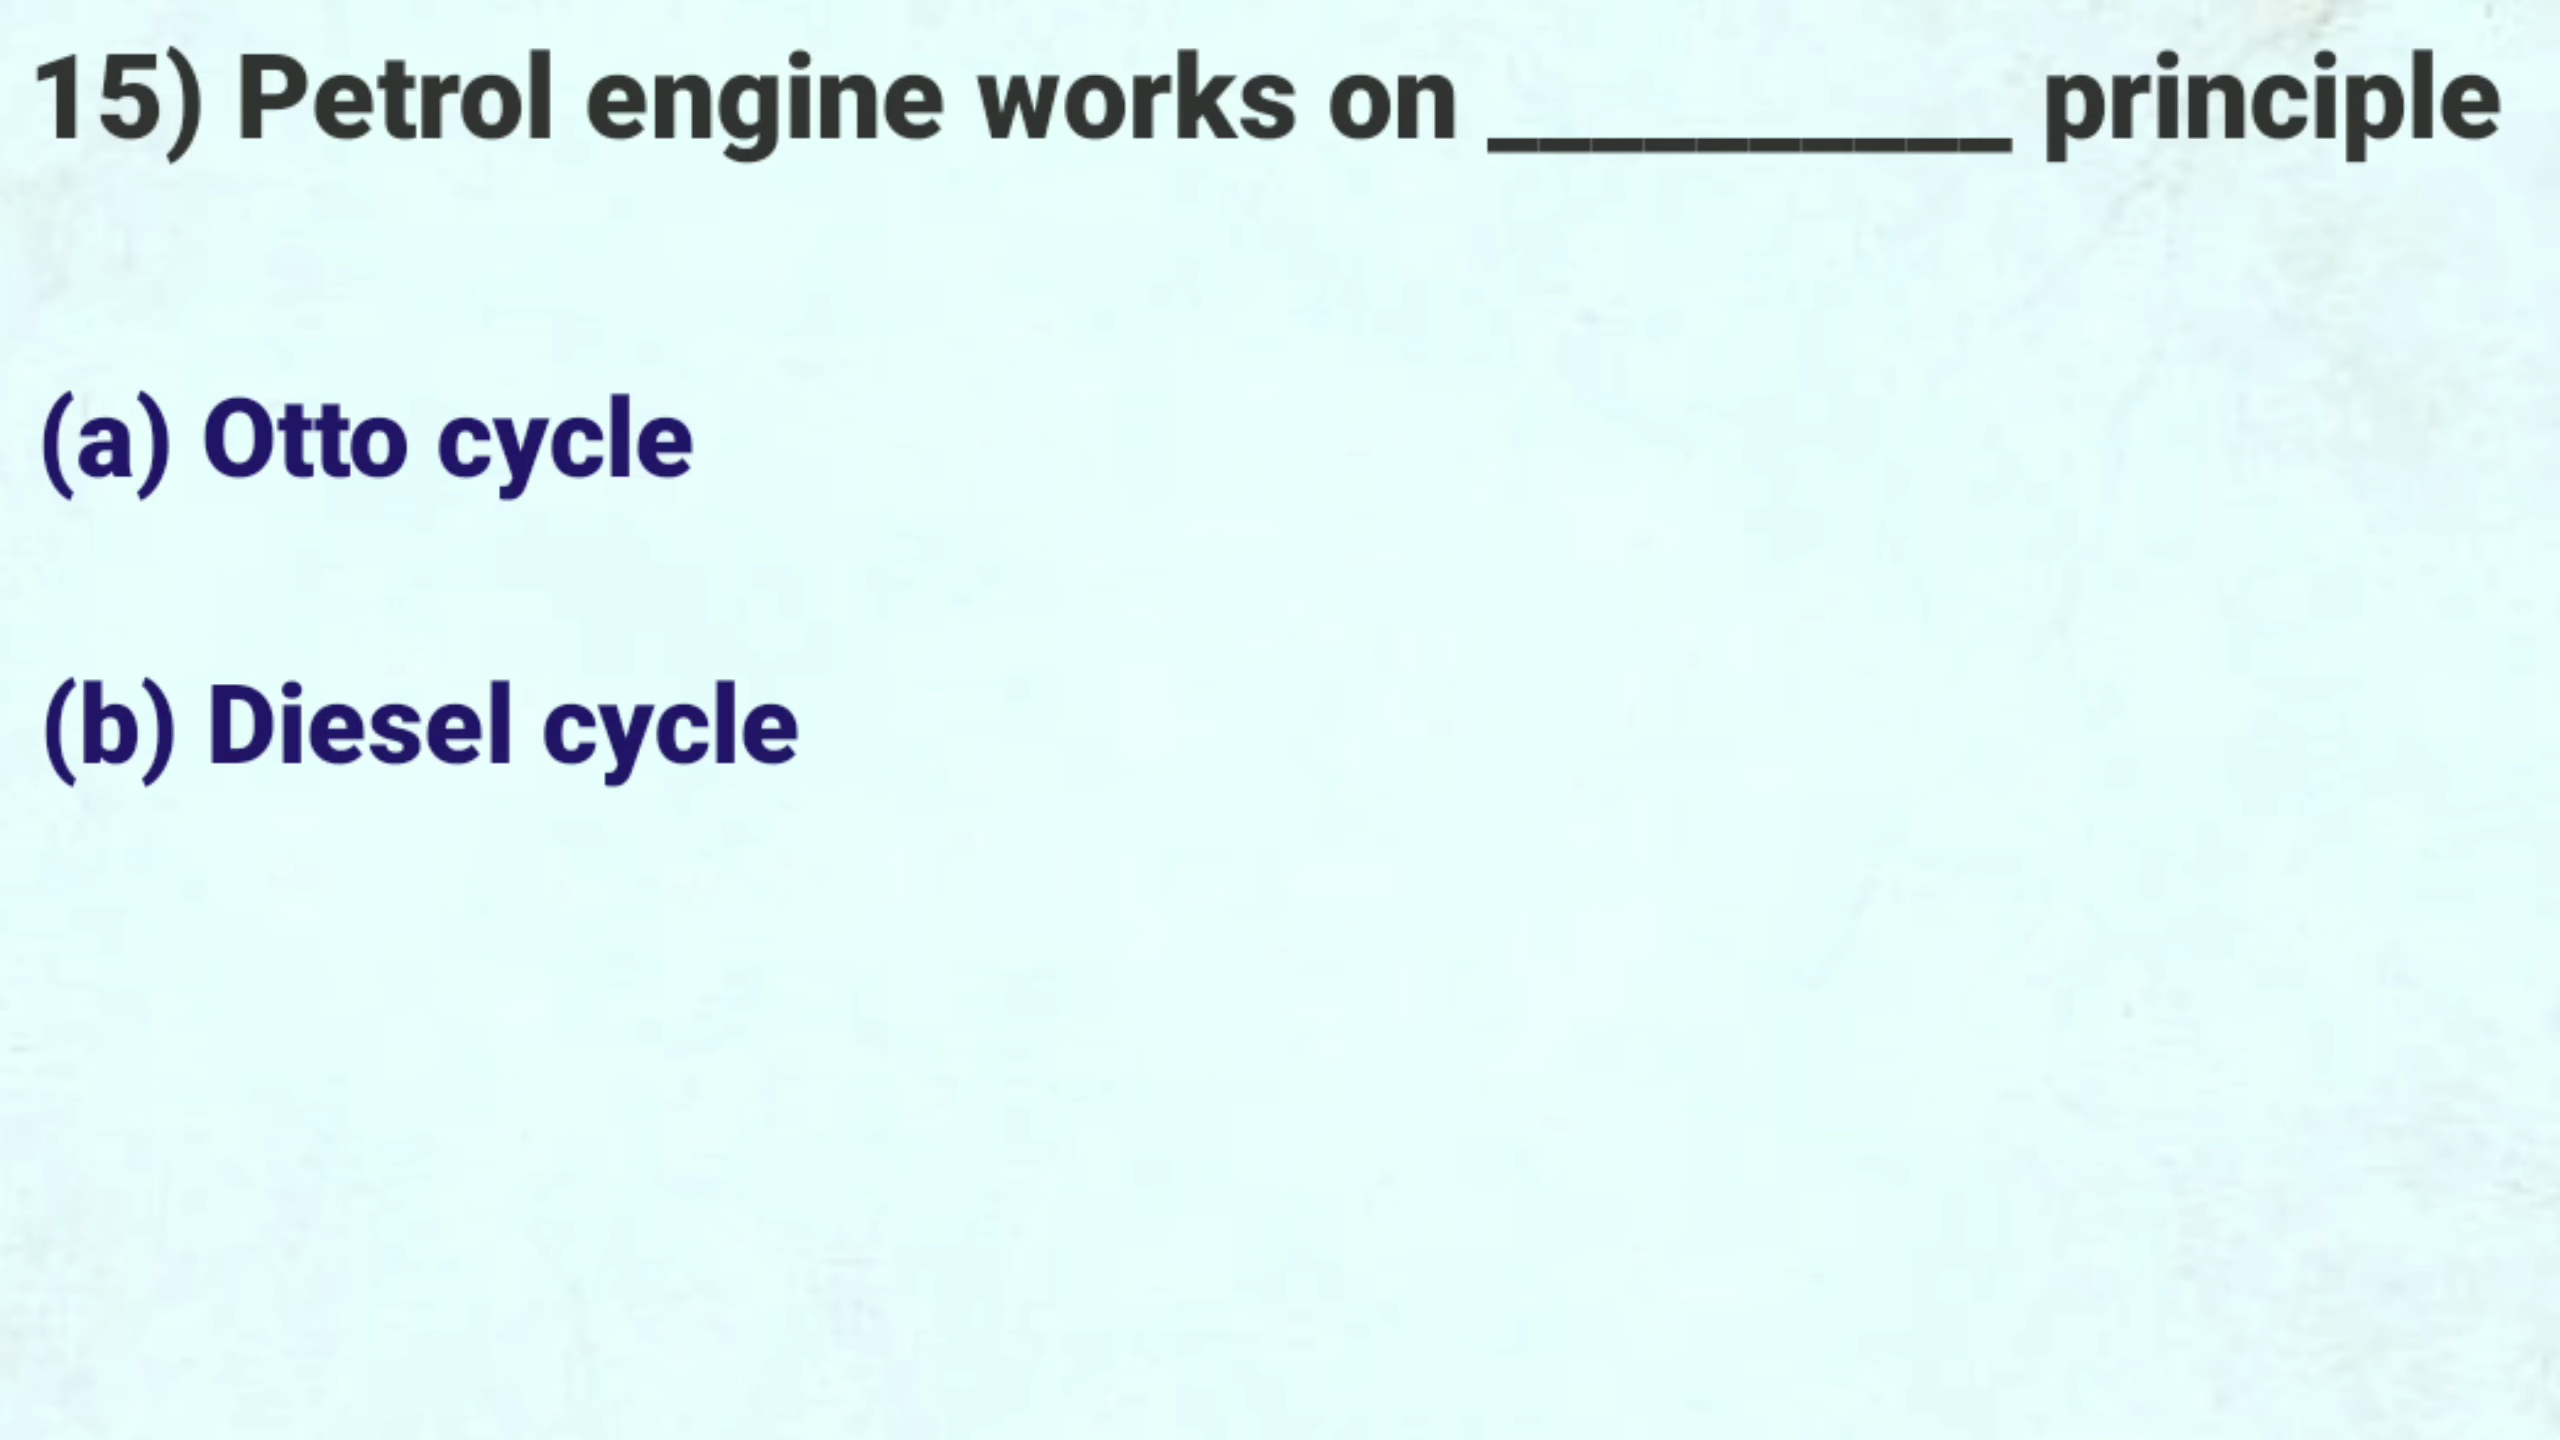 15) Petrol engine works on __________ principle
(a) Otto cycle
(b) Diesel cycle